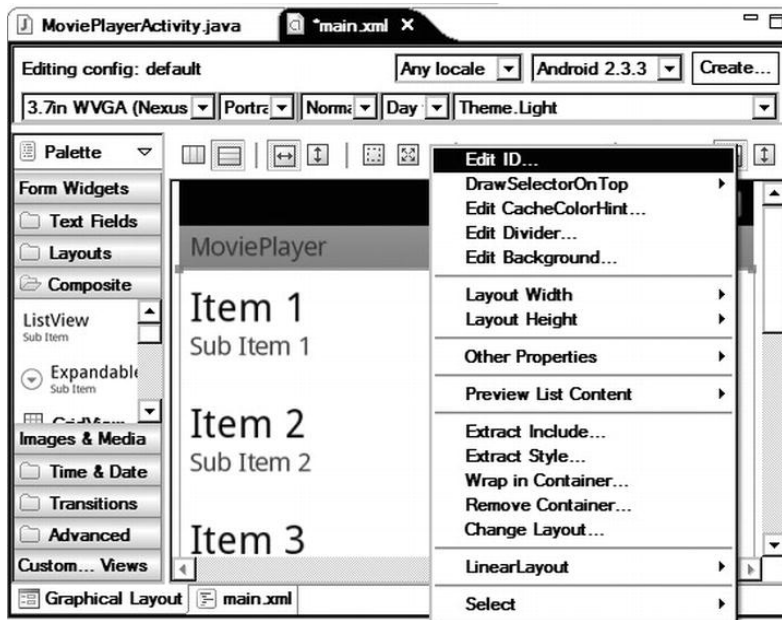 MoviePlayerActivity.java
*main.xml
Editing config: default
Any locale
Android 2.3.3
Create...
3.7in WVGA (Nexus
Portra
Norma
Day
Theme.Light
Palette
Form Widgets
Text Fields
Layouts
Composite
ListView
Sub Item
Expandable
Sub Item
Images & Media
Time & Date
Transitions
Advanced
Custom... Views
MoviePlayer
Item 1
Sub Item 1
Item 2
Sub Item 2
Item 3
Edit ID...
DrawSelectorOnTop
Edit CacheColorHint...
Edit Divider...
Edit Background...
Layout Width
Layout Height
Other Properties
Preview List Content
Extract Include...
Extract Style...
Wrap in Container...
Remove Container...
Change Layout...
LinearLayout
Select
Graphical Layout
main.xml